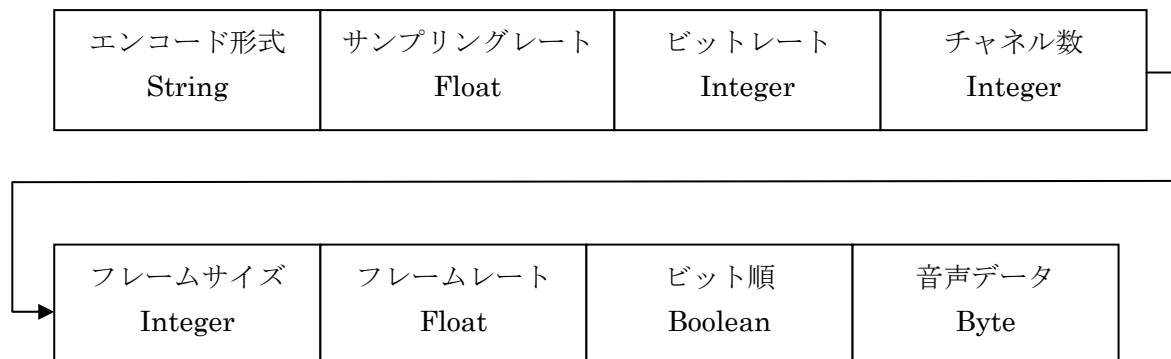 エンコード形式 サンプリングレート ビットレート チャネル数
String Float Integer Integer
フレームサイズ フレームレート ビット順 音声データ
Integer Float Boolean Byte